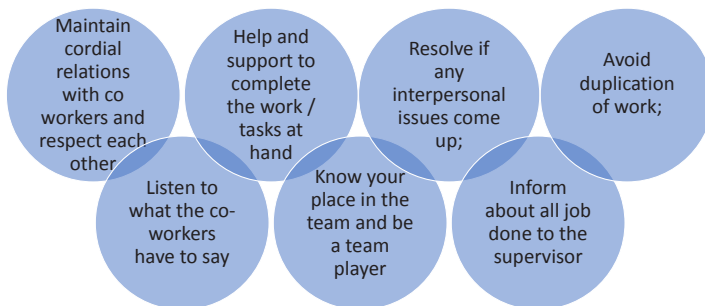 Maintain
cordial
relations
with co
workers and
respect each
other
Listen to
what the co-
workers
have to say
Help and
support to
complete
the work /
tasks at
hand
Know your
place in the
team and be
a team
player
Resolve if
any
interpersonal
issues come
up;
Inform
about all job
done to the
supervisor
Avoid
duplication
of work;